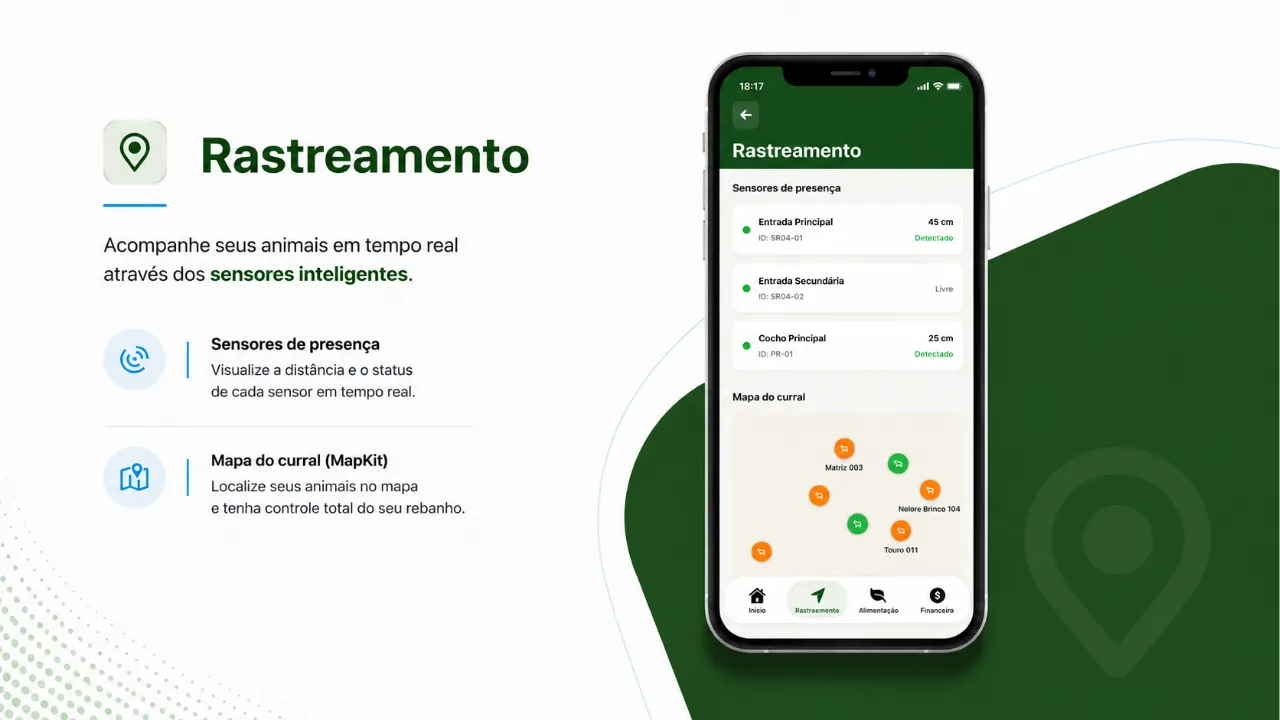 Rastreamento
Acompanhe seus animais em tempo real
através dos sensores inteligentes.
Sensores de presença
Visualize a distância e o status
de cada sensor em tempo real.
Mapa do curral (MapKit)
Localize seus animais no mapa
e tenha controle total do seu rebanho.
18:17
Rastreamento
Sensores de presença
Entrada Principal 45 cm
ID: SR04-01 Detectado
Entrada Secundária
ID: SR04-02 Livre
Cocho Principal 25 cm
ID: PR-01 Detectado
Mapa do curral
Matriz 003
Nelore Brinco 104
Touro 011
Início Rastreamento Alimentação Financeiro